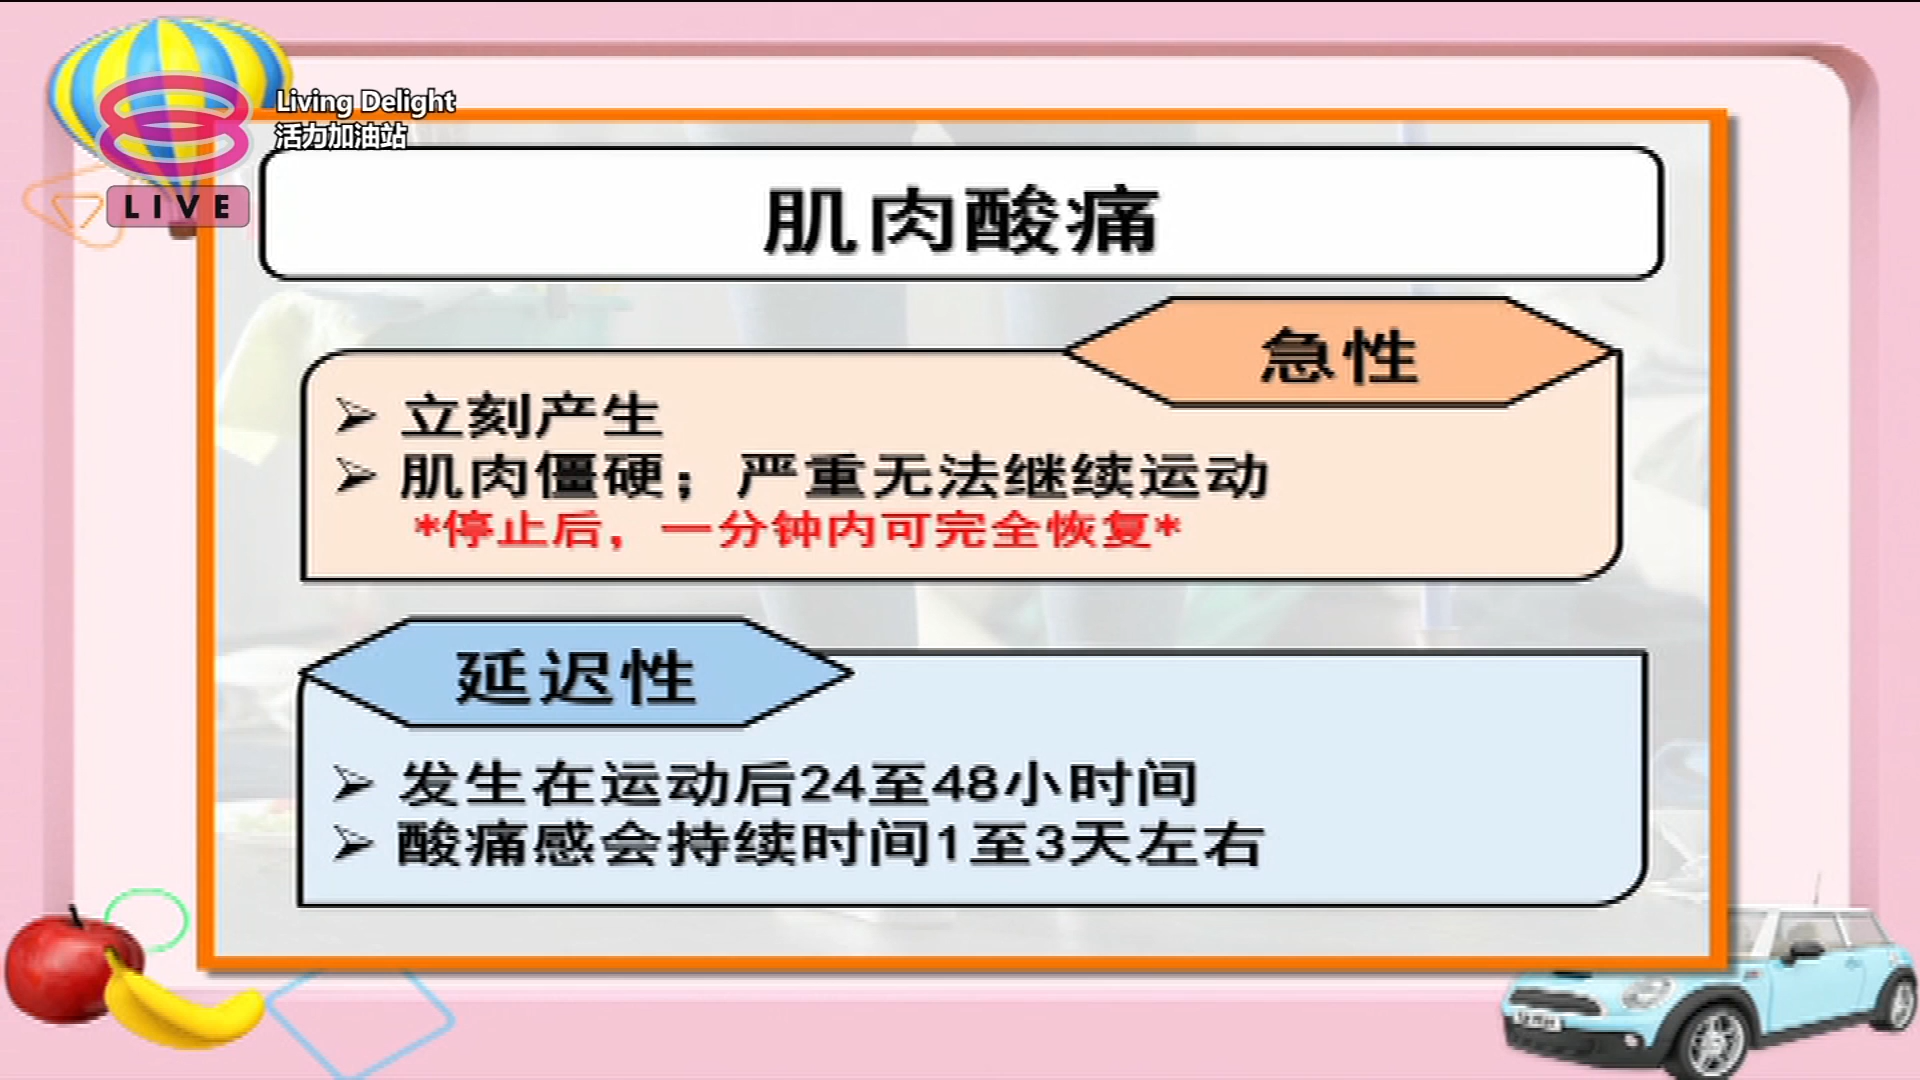 Living Delight
活力加油站
LIVE
肌肉酸痛
急性
立刻产生
肌肉僵硬；严重无法继续运动
*停止后，一分钟内可完全恢复*
延迟性
发生在运动后24至48小时间
酸痛感会持续时间1至3天左右